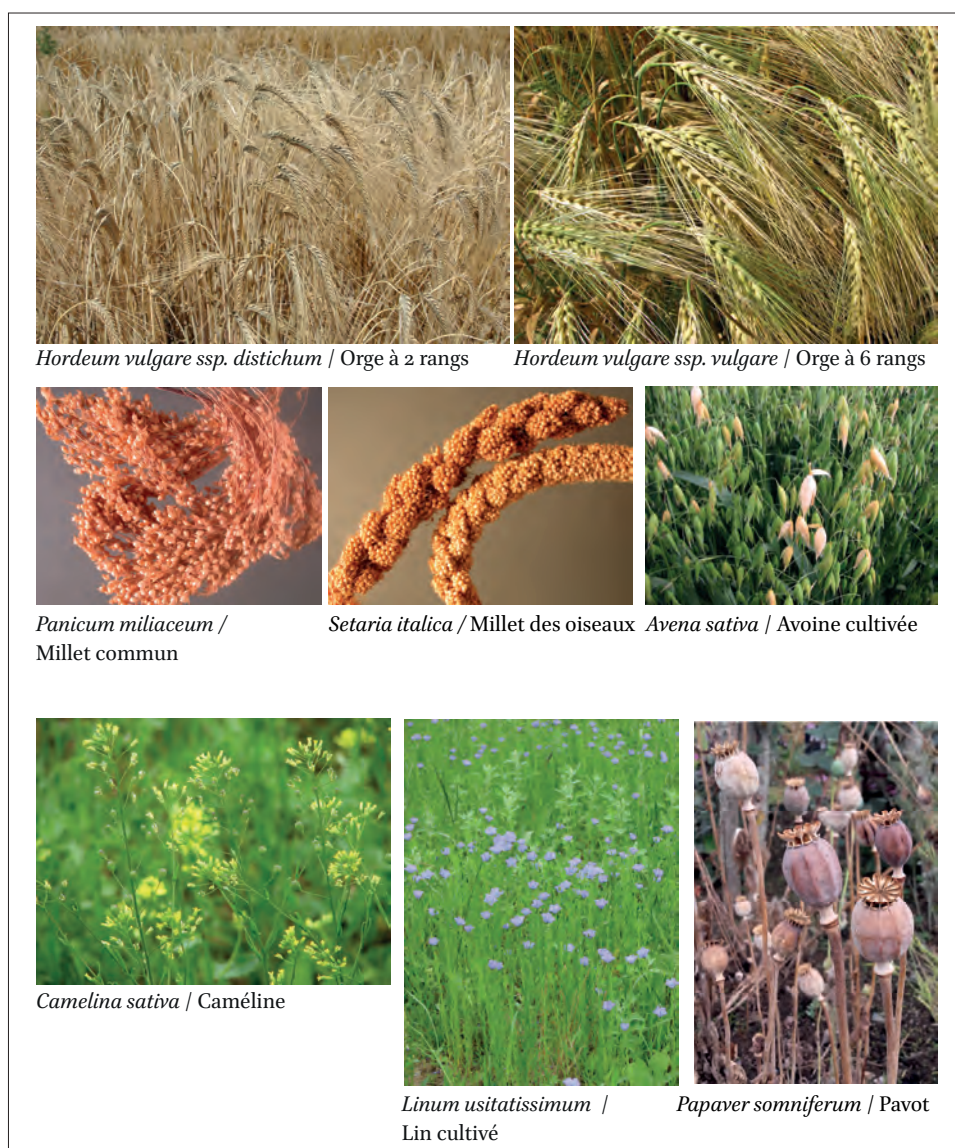 Hordeum vulgare ssp. distichum / Orge à 2 rangs
Hordeum vulgare ssp. vulgare / Orge à 6 rangs
Panicum miliaceum /
Millet commun
Setaria italica / Millet des oiseaux
Avena sativa / Avoine cultivée
Camelina sativa / Caméline
Linum usitatissimum /
Lin cultivé
Papaver somniferum / Pavot